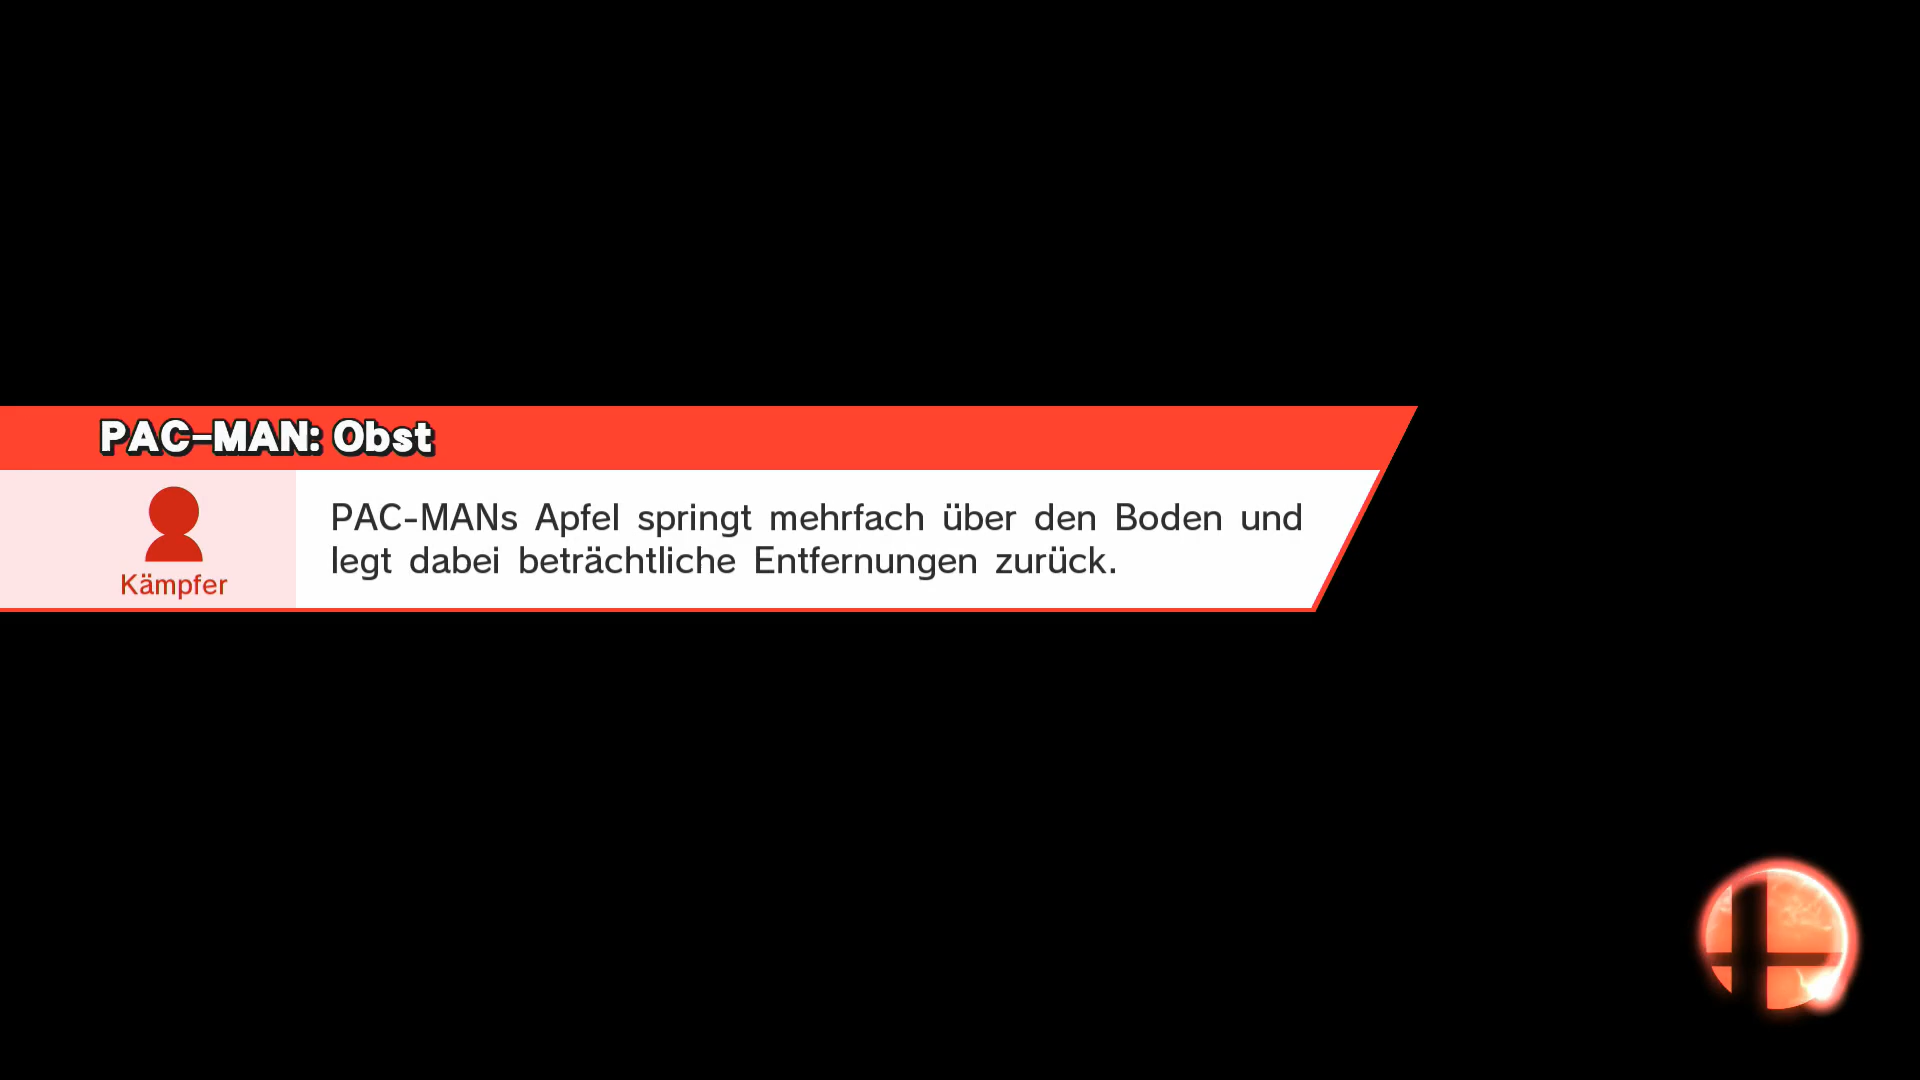 PAC-MAN: Obst
Kämpfer
PAC-MANs Apfel springt mehrfach über den Boden und
legt dabei beträchtliche Entfernungen zurück.